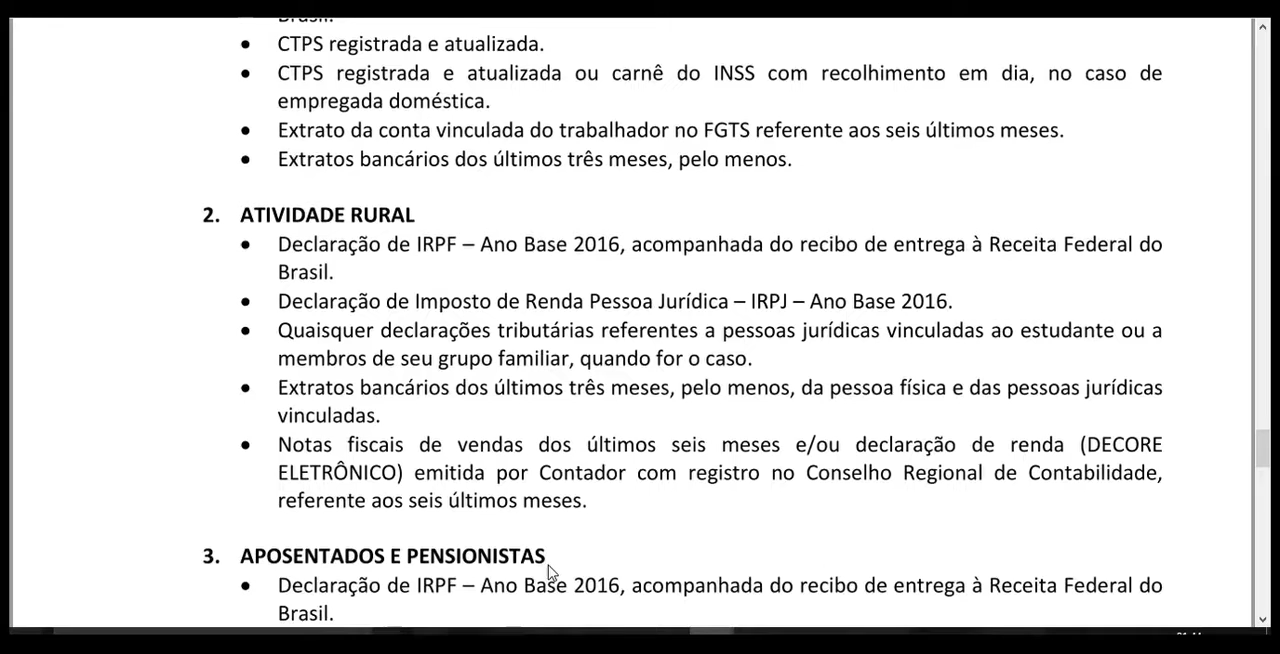 Brasil.
• CTPS registrada e atualizada.
• CTPS registrada e atualizada ou carnê do INSS com recolhimento em dia, no caso de
empregada doméstica.
• Extrato da conta vinculada do trabalhador no FGTS referente aos seis últimos meses.
• Extratos bancários dos últimos três meses, pelo menos.
2. ATIVIDADE RURAL
• Declaração de IRPF – Ano Base 2016, acompanhada do recibo de entrega à Receita Federal do
Brasil.
• Declaração de Imposto de Renda Pessoa Jurídica – IRPJ – Ano Base 2016.
• Quaisquer declarações tributárias referentes a pessoas jurídicas vinculadas ao estudante ou a
membros de seu grupo familiar, quando for o caso.
• Extratos bancários dos últimos três meses, pelo menos, da pessoa física e das pessoas jurídicas
vinculadas.
• Notas fiscais de vendas dos últimos seis meses e/ou declaração de renda (DECORE
ELETRÔNICO) emitida por Contador com registro no Conselho Regional de Contabilidade,
referente aos seis últimos meses.
3. APOSENTADOS E PENSIONISTAS
• Declaração de IRPF – Ano Base 2016, acompanhada do recibo de entrega à Receita Federal do
Brasil.